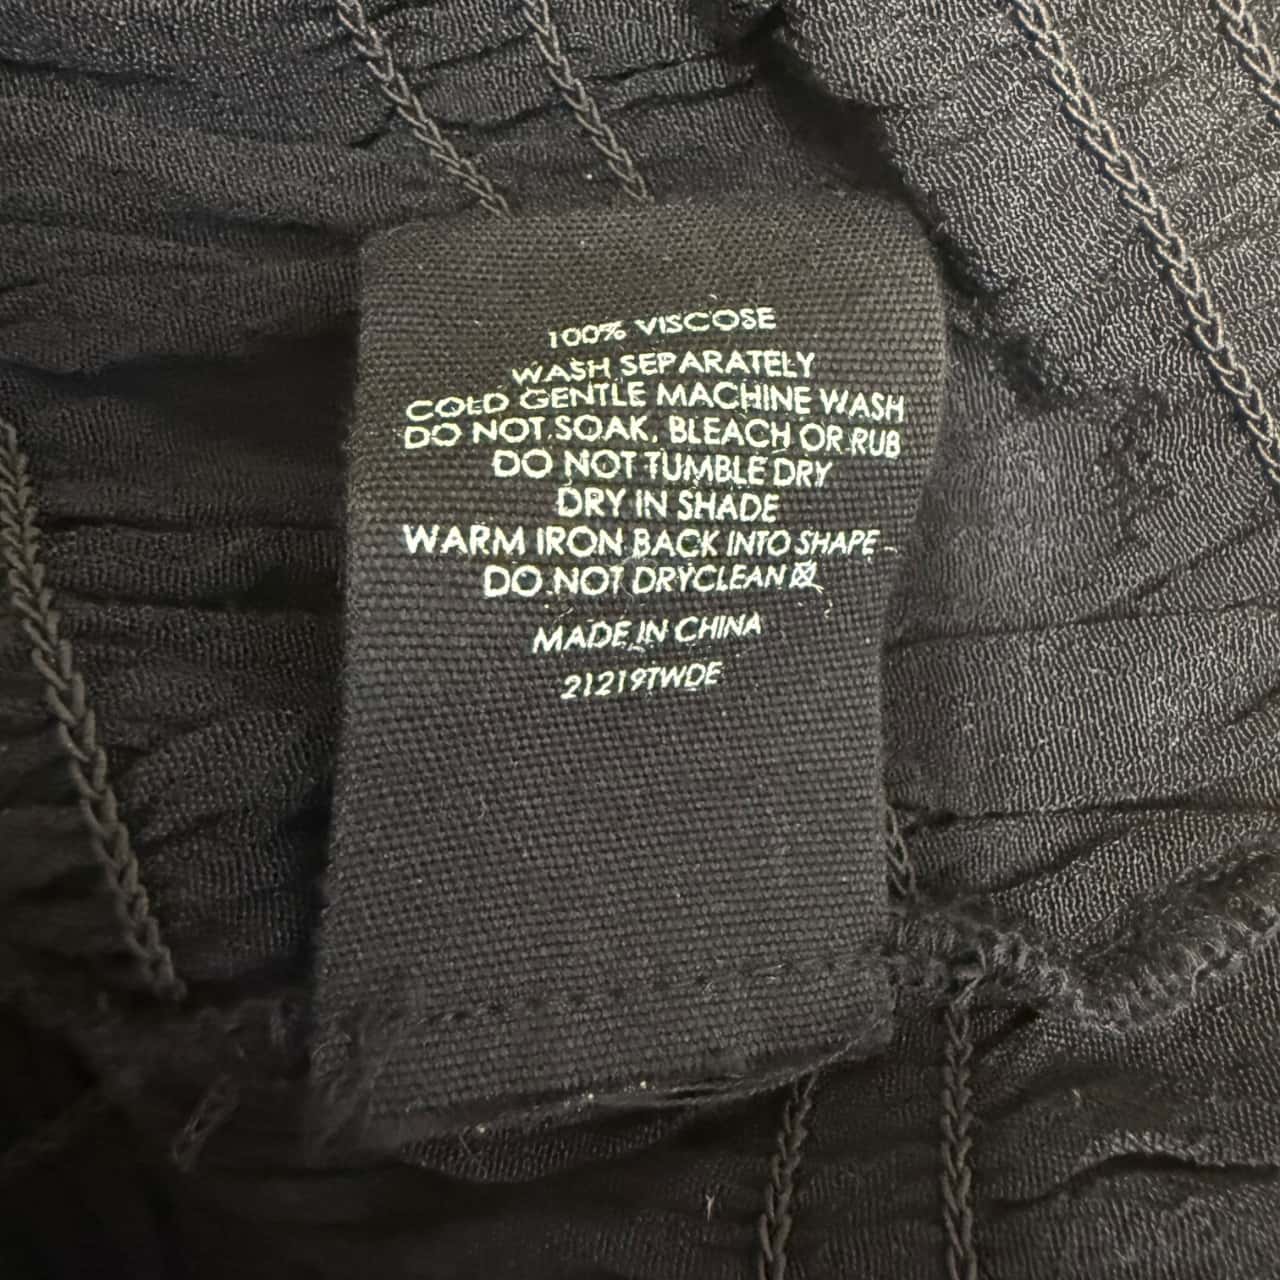 100% VISCOSE
WASH SEPARATELY
COLD GENTLE MACHINE WASH
DO NOT SOAK, BLEACH OR RUB
DO NOT TUMBLE DRY
DRY IN SHADE
WARM IRON BACK INTO SHAPE
DO NOT DRYCLEAN
MADE IN CHINA
21219TWDE